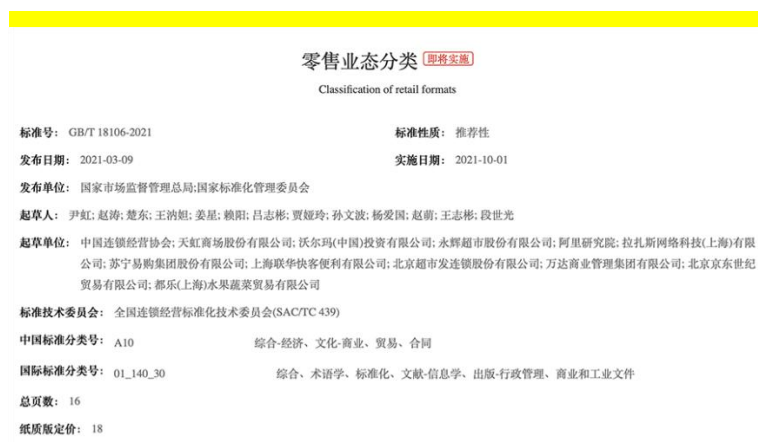 零售业态分类 即将实施
Classification of retail formats
标准号： GB/T 18106-2021 标准性质： 推荐性
发布日期： 2021-03-09 实施日期： 2021-10-01
发布单位： 国家市场监督管理总局;国家标准化管理委员会
起草人： 尹虹; 赵涛; 楚东; 王汭妲; 姜星; 赖阳; 吕志彬; 贾娅玲; 孙文波; 杨爱国; 赵萌; 王志彬; 段世光
起草单位： 中国连锁经营协会; 天虹商场股份有限公司; 沃尔玛(中国)投资有限公司; 永辉超市股份有限公司; 阿里研究院; 拉扎斯网络科技(上海)有限
公司; 苏宁易购集团股份有限公司; 上海联华快客便利有限公司; 北京超市发连锁股份有限公司; 万达商业管理集团有限公司; 北京京东世纪
贸易有限公司; 都乐(上海)水果蔬菜贸易有限公司
标准技术委员会： 全国连锁经营标准化技术委员会(SAC/TC 439)
中国标准分类号： A10 综合-经济、文化-商业、贸易、合同
国际标准分类号： 01_140_30 综合、术语学、标准化、文献-信息学、出版-行政管理、商业和工业文件
总页数： 16
纸质版定价： 18